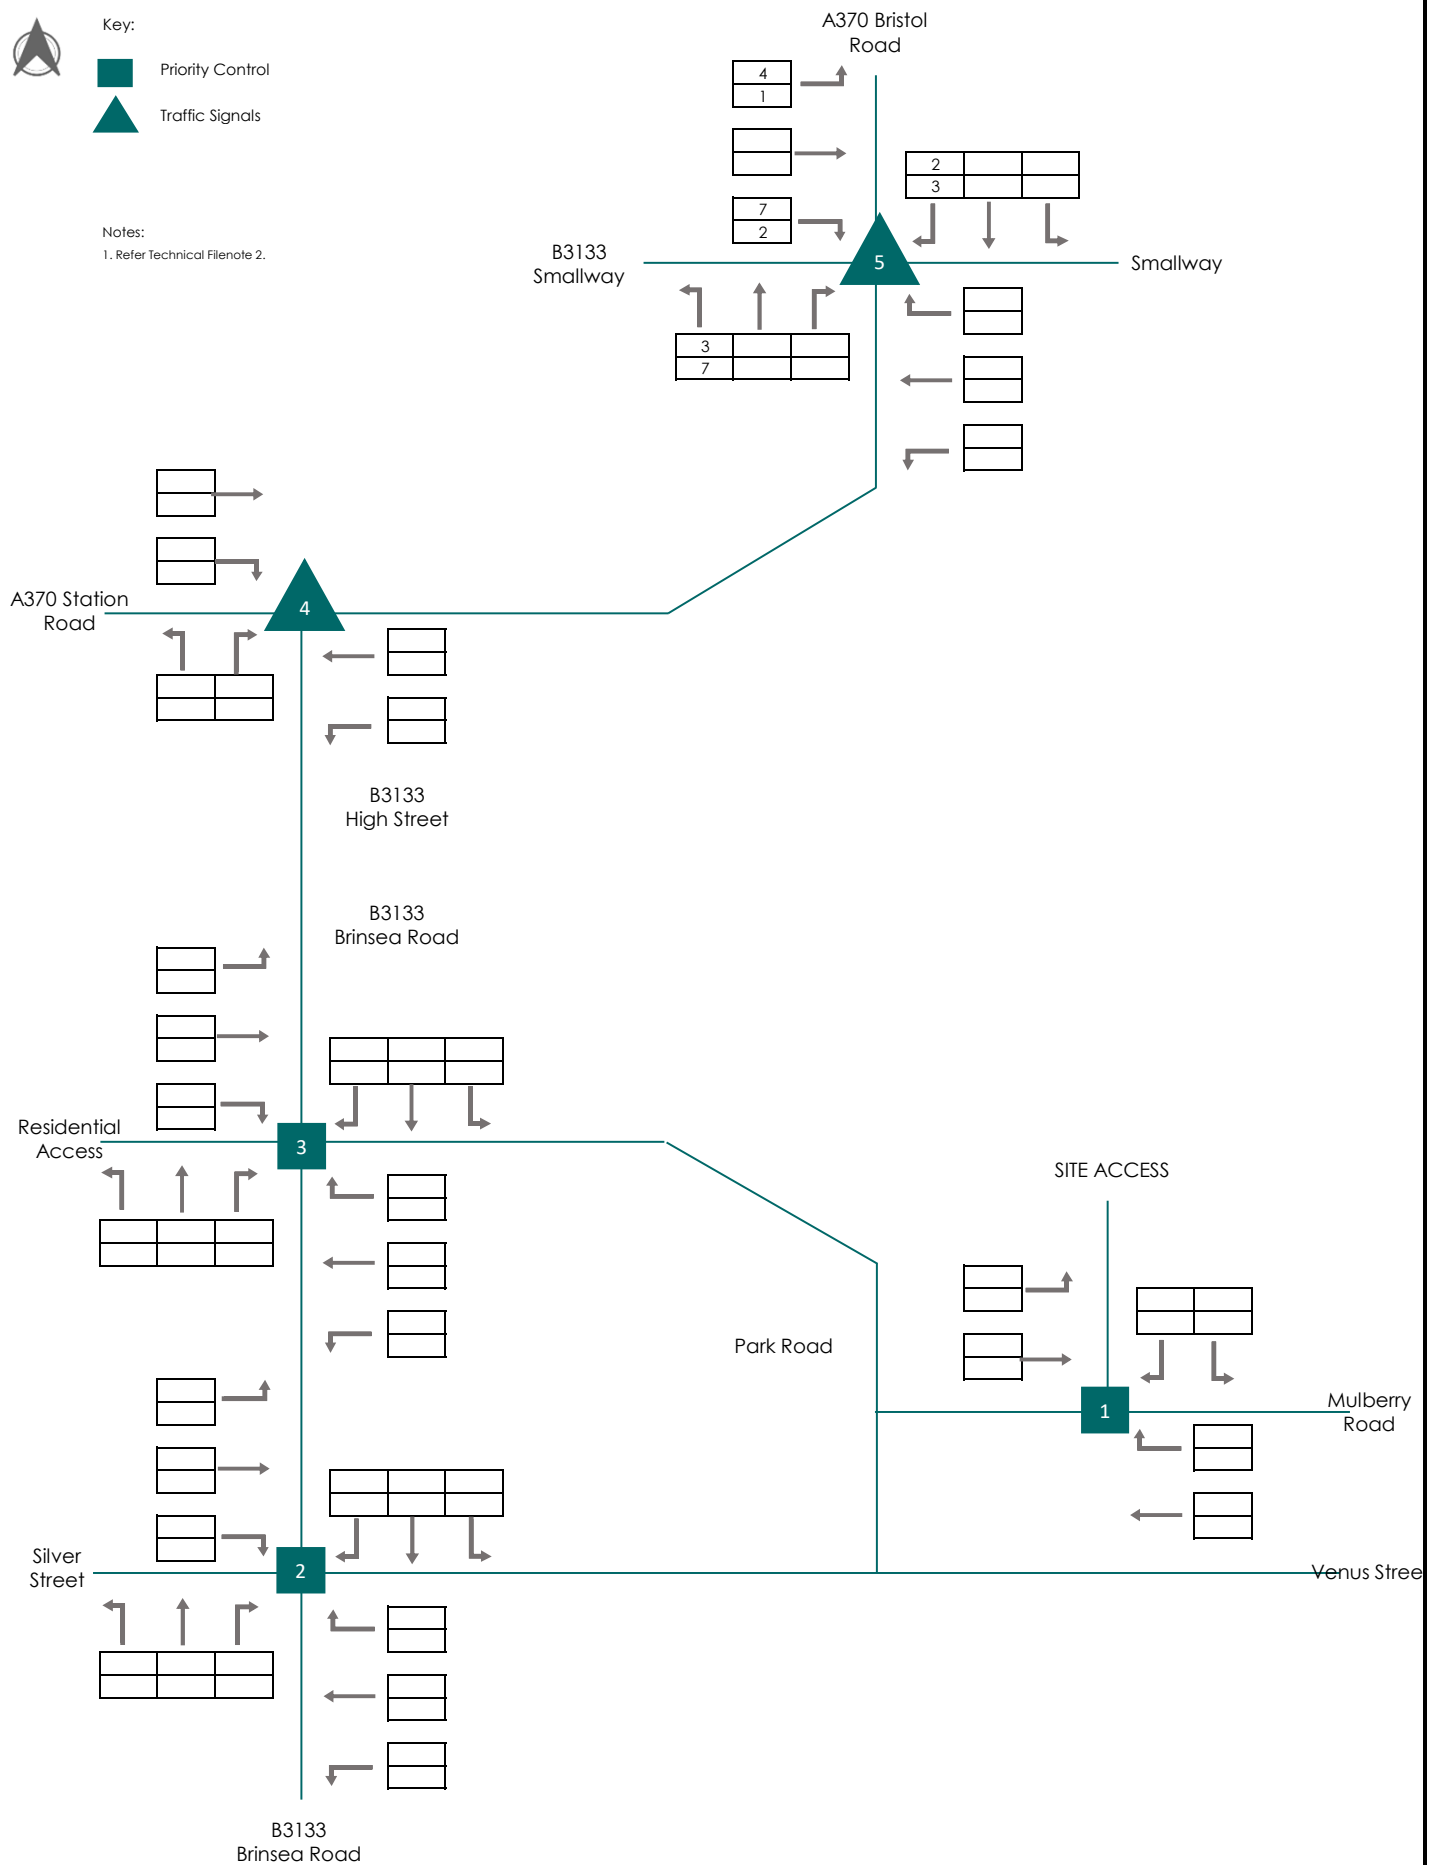 Key:
Priority Control
Traffic Signals
Notes:
1. Refer Technical Filenote 2.
A370 Bristol
Road
4
1
7
2
2
3
B3133
Smallway
5
Smallway
3
7
A370 Station
Road
4
B3133
High Street
B3133
Brinsea Road
Residential
Access
3
SITE ACCESS
Park Road
1
Mulberry
Road
Silver
Street
2
Venus Stree
B3133
Brinsea Road